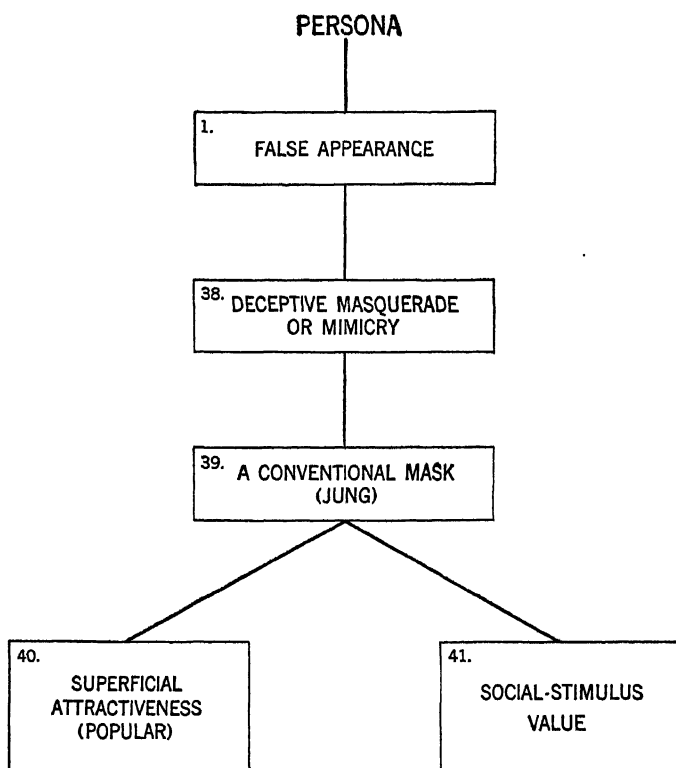 PERSONA
1.
FALSE APPEARANCE
38.
DECEPTIVE MASQUERADE
OR MIMICRY
39.
A CONVENTIONAL MASK
(JUNG)
40.
SUPERFICIAL
ATTRACTIVENESS
(POPULAR)
41.
SOCIAL-STIMULUS
VALUE